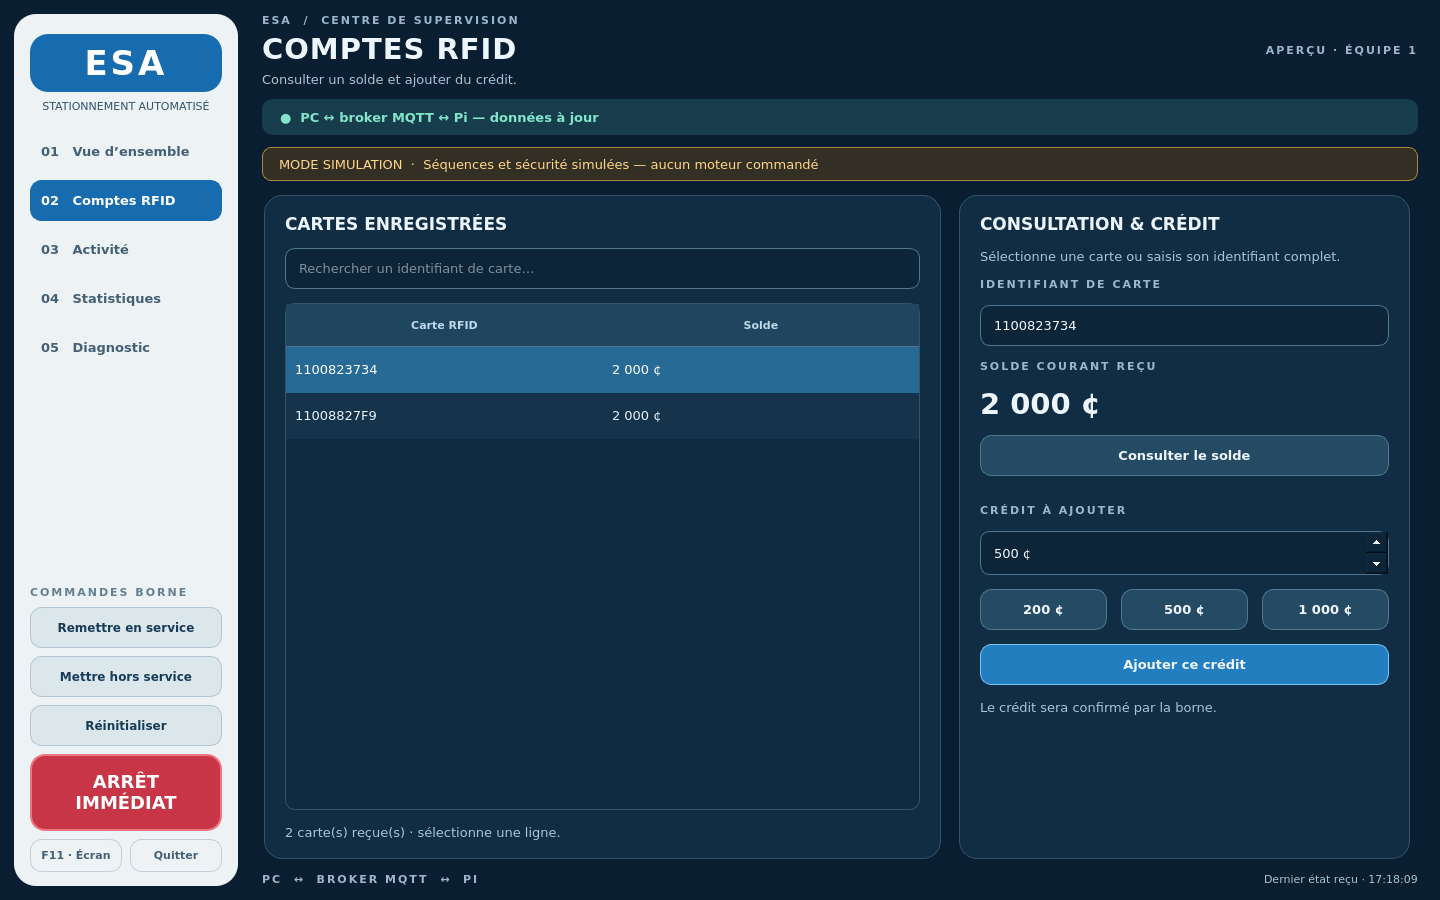 ESA
STATIONNEMENT AUTOMATISÉ
01 Vue d’ensemble
02 Comptes RFID
03 Activité
04 Statistiques
05 Diagnostic
COMMANDES BORNE
Remettre en service
Mettre hors service
Réinitialiser
ARRÊT
IMMÉDIAT
F11 · Écran
Quitter
ESA / CENTRE DE SUPERVISION
COMPTES RFID
Consulter un solde et ajouter du crédit.
APERÇU · ÉQUIPE 1
● PC ↔ broker MQTT ↔ Pi — données à jour
MODE SIMULATION · Séquences et sécurité simulées — aucun moteur commandé
CARTES ENREGISTRÉES
Rechercher un identifiant de carte…
Carte RFID Solde
1100823734 2 000 ¢
11008827F9 2 000 ¢
2 carte(s) reçue(s) · sélectionne une ligne.
CONSULTATION & CRÉDIT
Sélectionne une carte ou saisis son identifiant complet.
IDENTIFIANT DE CARTE
1100823734
SOLDE COURANT REÇU
2 000 ¢
Consulter le solde
CRÉDIT À AJOUTER
500 ¢
200 ¢ 500 ¢ 1 000 ¢
Ajouter ce crédit
Le crédit sera confirmé par la borne.
PC ↔ BROKER MQTT ↔ PI
Dernier état reçu · 17:18:09